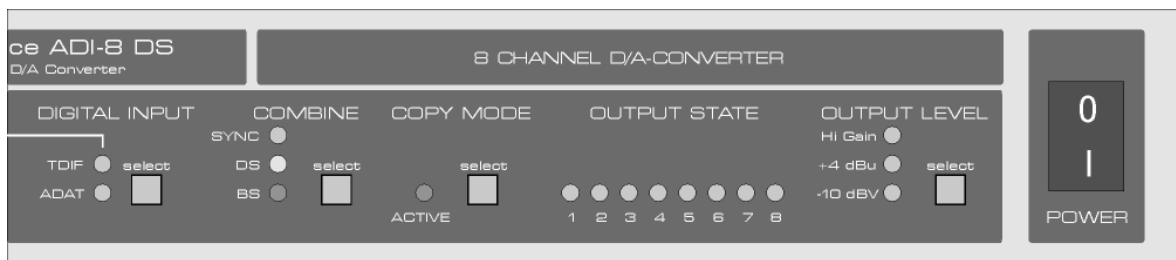 ce ADI-8 DS
D/A Converter
8 CHANNEL D/A-CONVERTER
DIGITAL INPUT
TDIF
ADAT
select
COMBINE
SYNC
DS
BS
select
COPY MODE
select
ACTIVE
OUTPUT STATE
1 2 3 4 5 6 7 8
OUTPUT LEVEL
Hi Gain
+4 dBu
-10 dBV
select
0
I
POWER